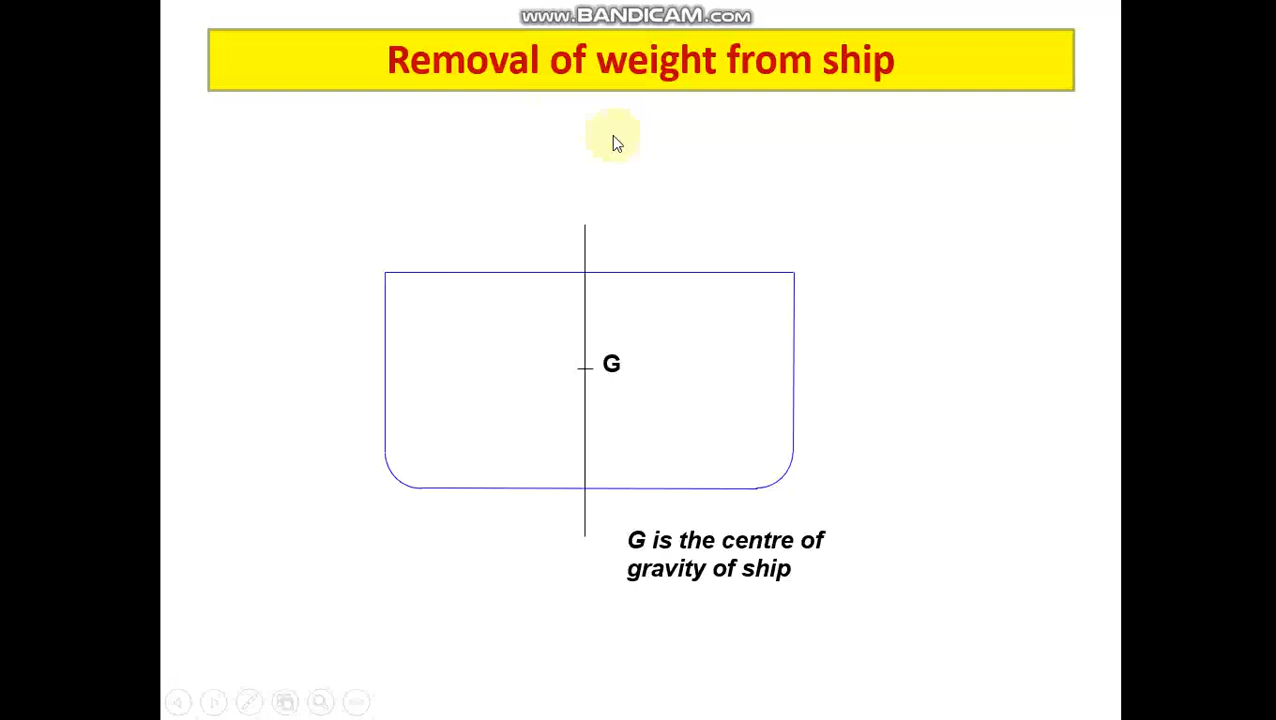 www.BANDICAM.com
Removal of weight from ship
G
G is the centre of
gravity of ship